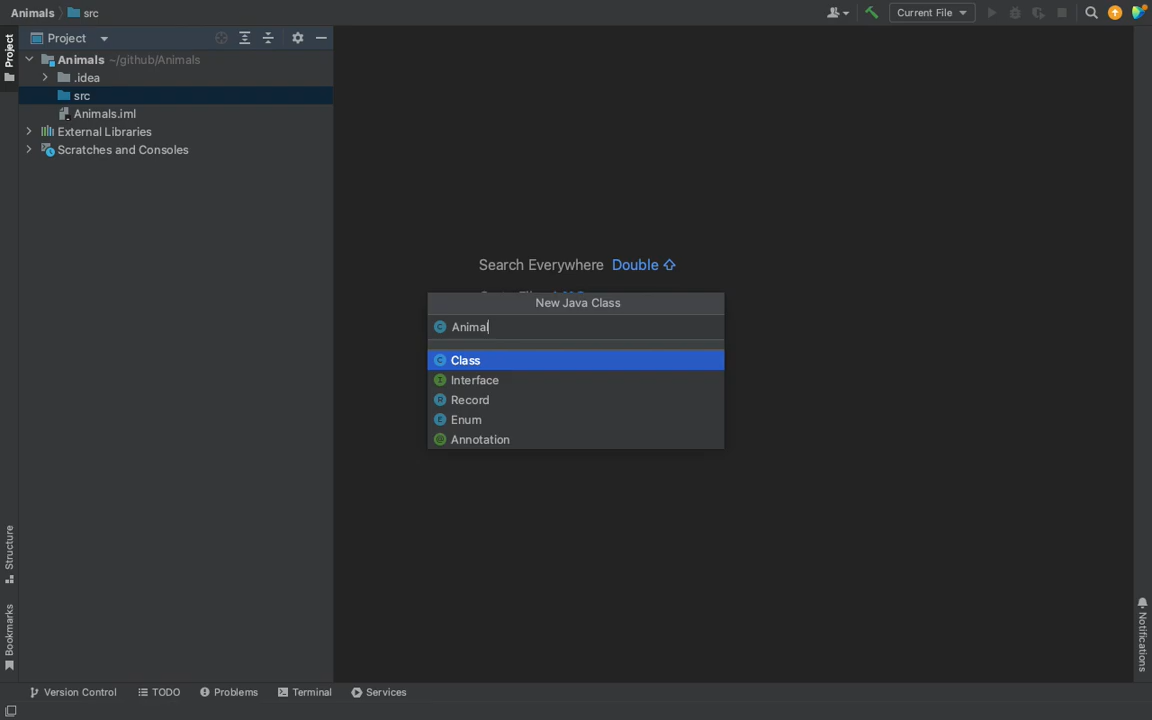 Animals src
Current File
Project
Project
Animals ~/github/Animals
.idea
src
Animals.iml
External Libraries
Scratches and Consoles
Search Everywhere Double
New Java Class
Animal
Class
Interface
Record
Enum
Annotation
Structure
Bookmarks
Notifications
Version Control TODO Problems Terminal Services